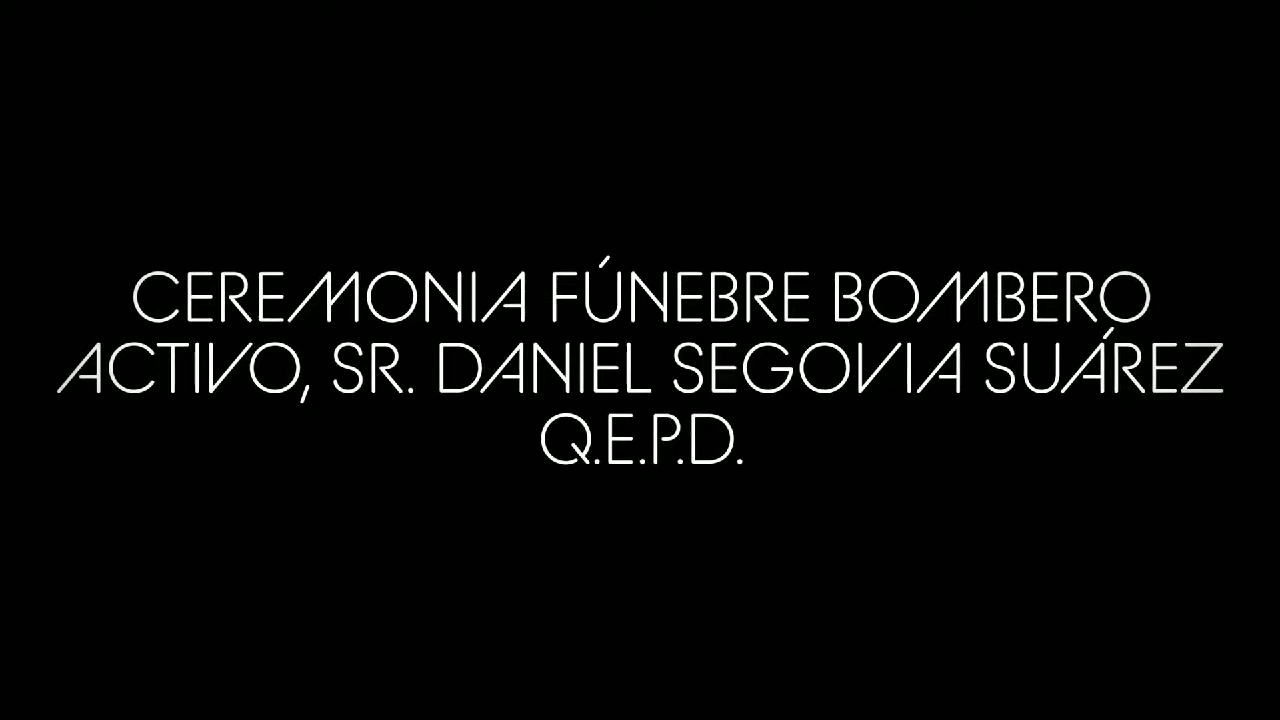 CEREMONIA FÚNEBRE BOMBERO
ACTIVO, SR. DANIEL SEGOVIA SUÁREZ
Q.E.P.D.